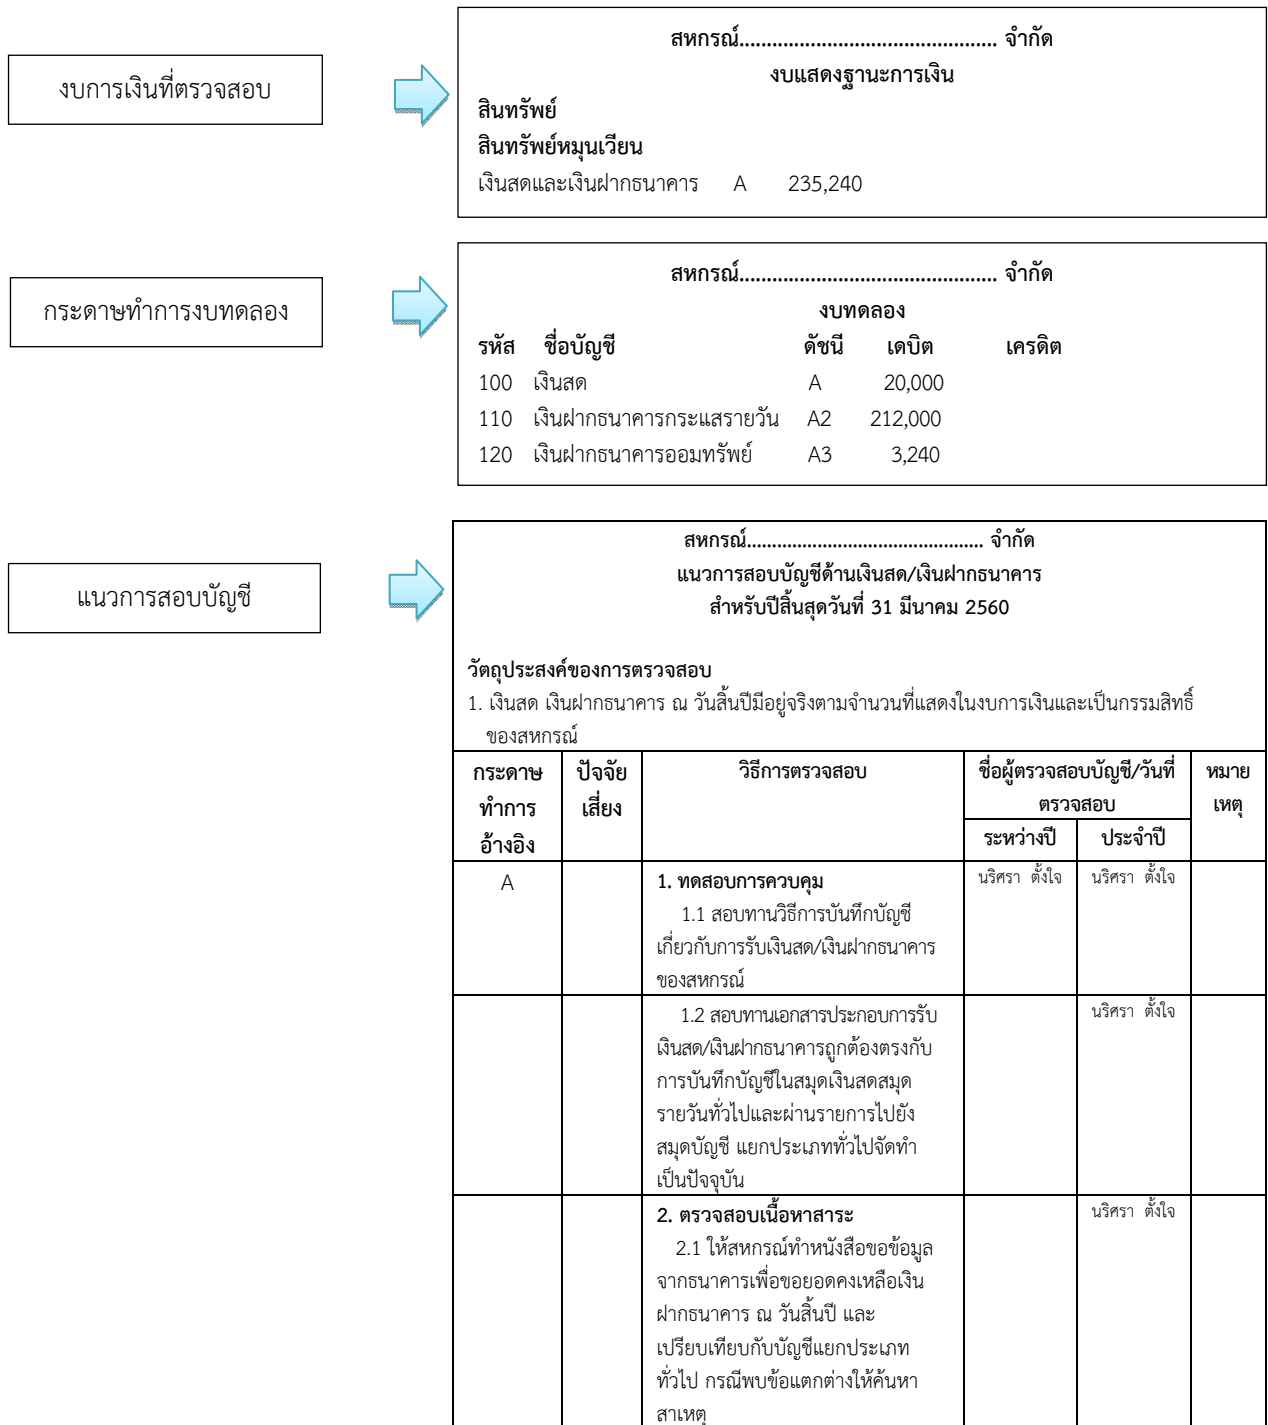 งบการเงินที่ตรวจสอบ
สหกรณ์............................................... จำกัด
งบแสดงฐานะการเงิน
สินทรัพย์
สินทรัพย์หมุนเวียน
เงินสดและเงินฝากธนาคาร A 235,240
กระดาษทำการงบทดลอง
สหกรณ์............................................... จำกัด
งบทดลอง
รหัส ชื่อบัญชี ดัชนี เดบิต เครดิต
100 เงินสด A 20,000
110 เงินฝากธนาคารกระแสรายวัน A2 212,000
120 เงินฝากธนาคารออมทรัพย์ A3 3,240
แนวการสอบบัญชี
สหกรณ์............................................... จำกัด
แนวการสอบบัญชีด้านเงินสด/เงินฝากธนาคาร
สำหรับปีสิ้นสุดวันที่ 31 มีนาคม 2560
วัตถุประสงค์ของการตรวจสอบ
1. เงินสด เงินฝากธนาคาร ณ วันสิ้นปีมีอยู่จริงตามจำนวนที่แสดงในงบการเงินและเป็นกรรมสิทธิ์
ของสหกรณ์
กระดาษ
ทำการ
อ้างอิง
ปัจจัย
เสี่ยง
วิธีการตรวจสอบ
ชื่อผู้ตรวจสอบบัญชี/วันที่
ตรวจสอบ
ระหว่างปี ประจำปี
หมาย
เหตุ
A
1. ทดสอบการควบคุม
1.1 สอบทานวิธีการบันทึกบัญชี
เกี่ยวกับการรับเงินสด/เงินฝากธนาคาร
ของสหกรณ์
นริศรา ตั้งใจ นริศรา ตั้งใจ
1.2 สอบทานเอกสารประกอบการรับ
เงินสด/เงินฝากธนาคารถูกต้องตรงกับ
การบันทึกบัญชีในสมุดเงินสดสมุด
รายวันทั่วไปและผ่านรายการไปยัง
สมุดบัญชี แยกประเภททั่วไปจัดทำ
เป็นปัจจุบัน
นริศรา ตั้งใจ
2. ตรวจสอบเนื้อหาสาระ
2.1 ให้สหกรณ์ทำหนังสือขอข้อมูล
จากธนาคารเพื่อขอยอดคงเหลือเงิน
ฝากธนาคาร ณ วันสิ้นปี และ
เปรียบเทียบกับบัญชีแยกประเภท
ทั่วไป กรณีพบข้อแตกต่างให้ค้นหา
สาเหตุ
นริศรา ตั้งใจ